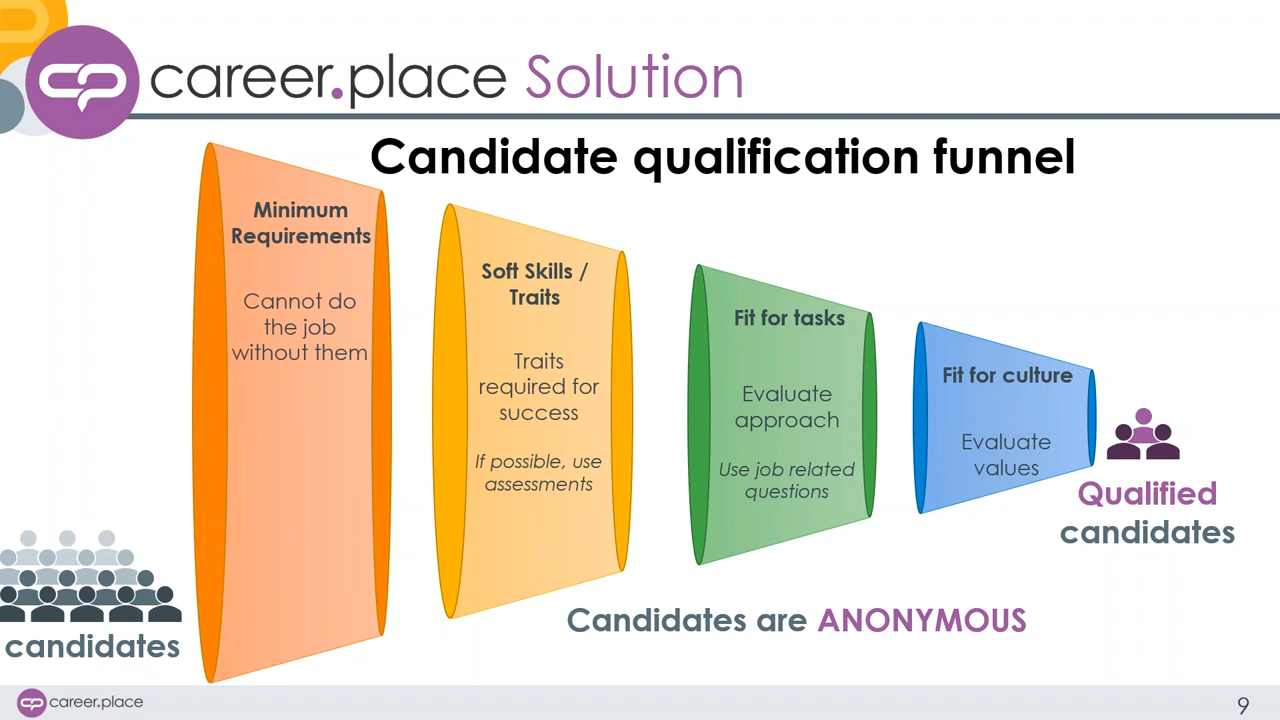 career.place Solution
Candidate qualification funnel
Minimum
Requirements
Cannot do
the job
without them
Soft Skills /
Traits
Traits
required for
success
If possible, use
assessments
Fit for tasks
Evaluate
approach
Use job related
questions
Fit for culture
Evaluate
values
Qualified
candidates
candidates
Candidates are ANONYMOUS
cp career.place
9